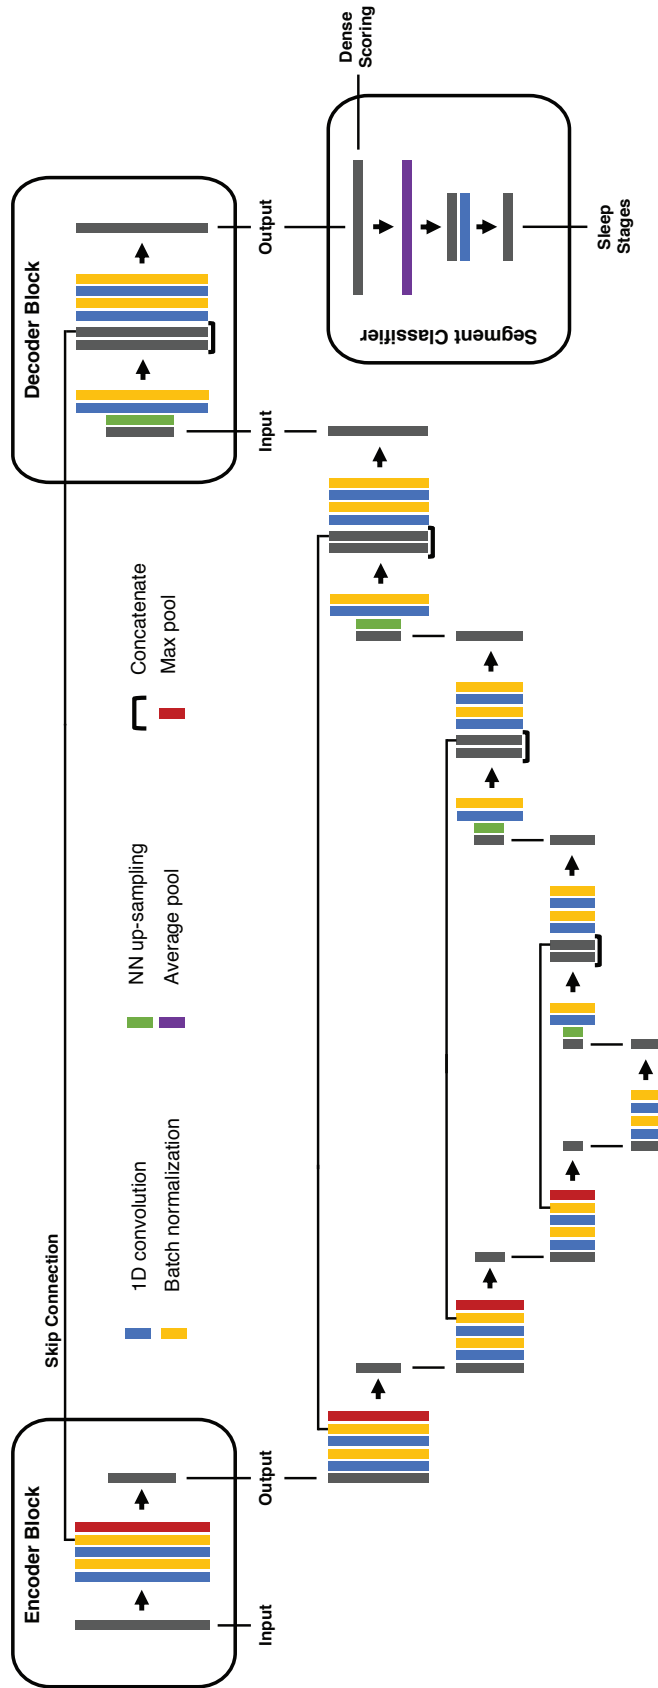 Encoder Block
Input
Output
Skip Connection
1D convolution
Batch normalization
NN up-sampling
Average pool
Concatenate
Max pool
Decoder Block
Input
Output
Segment Classifier
Dense
Scoring
Sleep
Stages